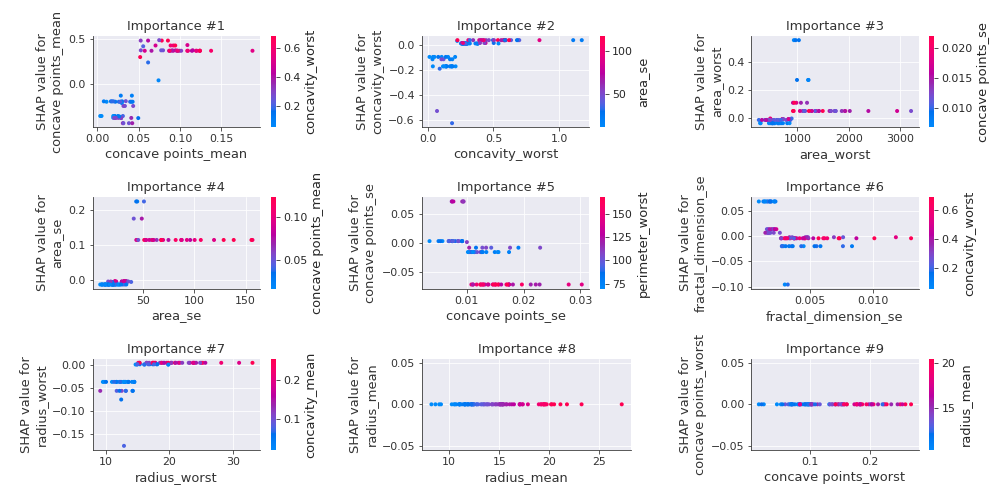 Importance #1
SHAP value for
concave points_mean
0.5
0.0
0.00
0.05
0.10
0.15
concave points_mean
0.6
0.4
0.2
concavity_worst
Importance #2
SHAP value for
concavity_worst
0.0
−0.2
−0.4
−0.6
0.0
0.5
1.0
concavity_worst
100
50
area_se
Importance #3
SHAP value for
area_worst
0.4
0.2
0.0
1000
2000
3000
area_worst
0.020
0.015
0.010
concave points_se
Importance #4
SHAP value for
area_se
0.2
0.1
0.0
50
100
150
area_se
0.10
0.05
concave points_mean
Importance #5
SHAP value for
concave points_se
0.05
0.00
−0.05
0.01
0.02
0.03
concave points_se
150
125
100
75
perimeter_worst
Importance #6
SHAP value for
fractal_dimension_se
0.05
0.00
−0.05
−0.10
0.005
0.010
fractal_dimension_se
0.6
0.4
0.2
concavity_worst
Importance #7
SHAP value for
radius_worst
0.00
−0.05
−0.10
−0.15
10
20
30
radius_worst
0.2
0.1
concavity_mean
Importance #8
SHAP value for
radius_mean
0.05
0.00
−0.05
10
15
20
25
radius_mean
Importance #9
SHAP value for
concave points_worst
0.05
0.00
−0.05
0.1
0.2
concave points_worst
20
15
radius_mean